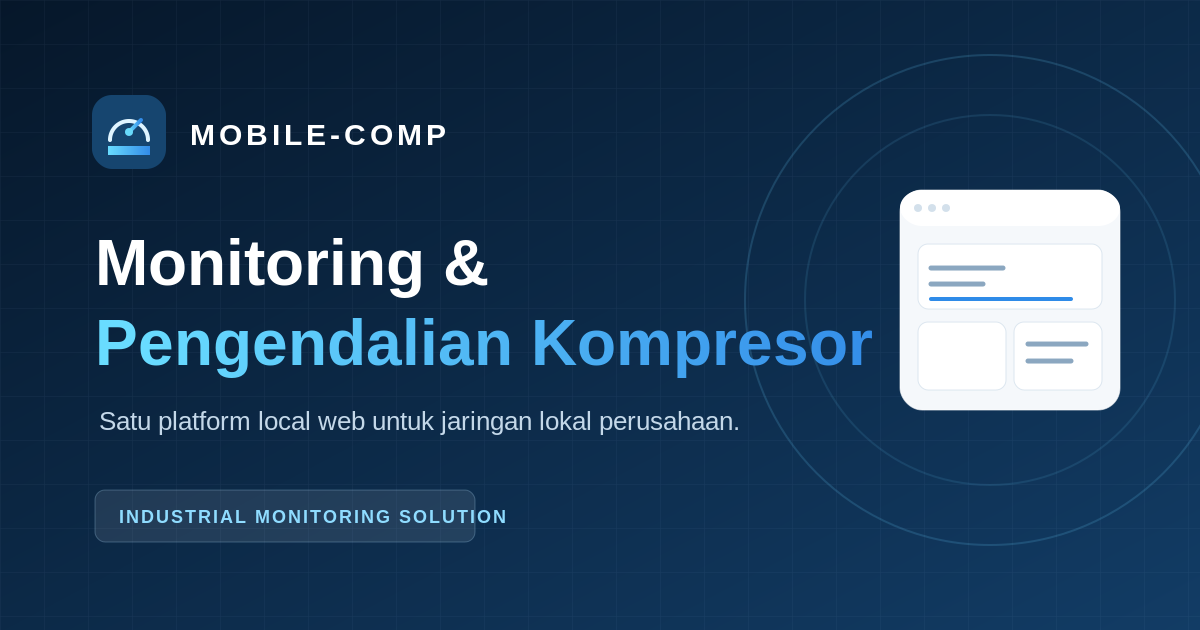 MOBILE-COMP
Monitoring &
Pengendalian Kompresor
Satu platform local web untuk jaringan lokal perusahaan.
INDUSTRIAL MONITORING SOLUTION